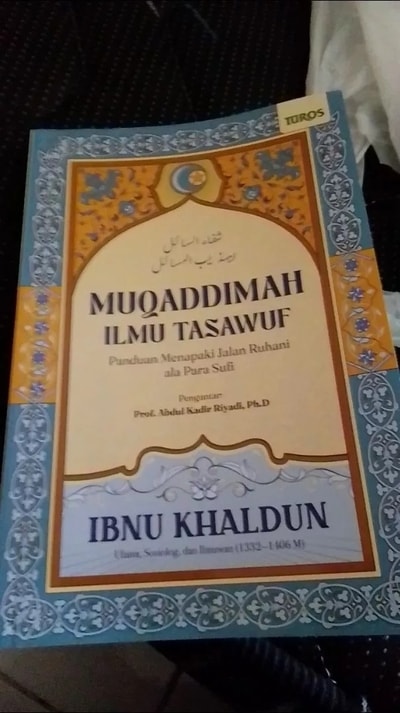 TUROS
شفاء السائل
لتهذيب المسائل
MUQADDIMAH
ILMU TASAWUF
Panduan Menapaki Jalan Ruhani
ala Para Sufi
Pengantar:
Prof. Abdul Kadir Riyadi, Ph.D
IBNU KHALDUN
Ulama, Sosiolog, dan Ilmuwan (1332–1406 M)